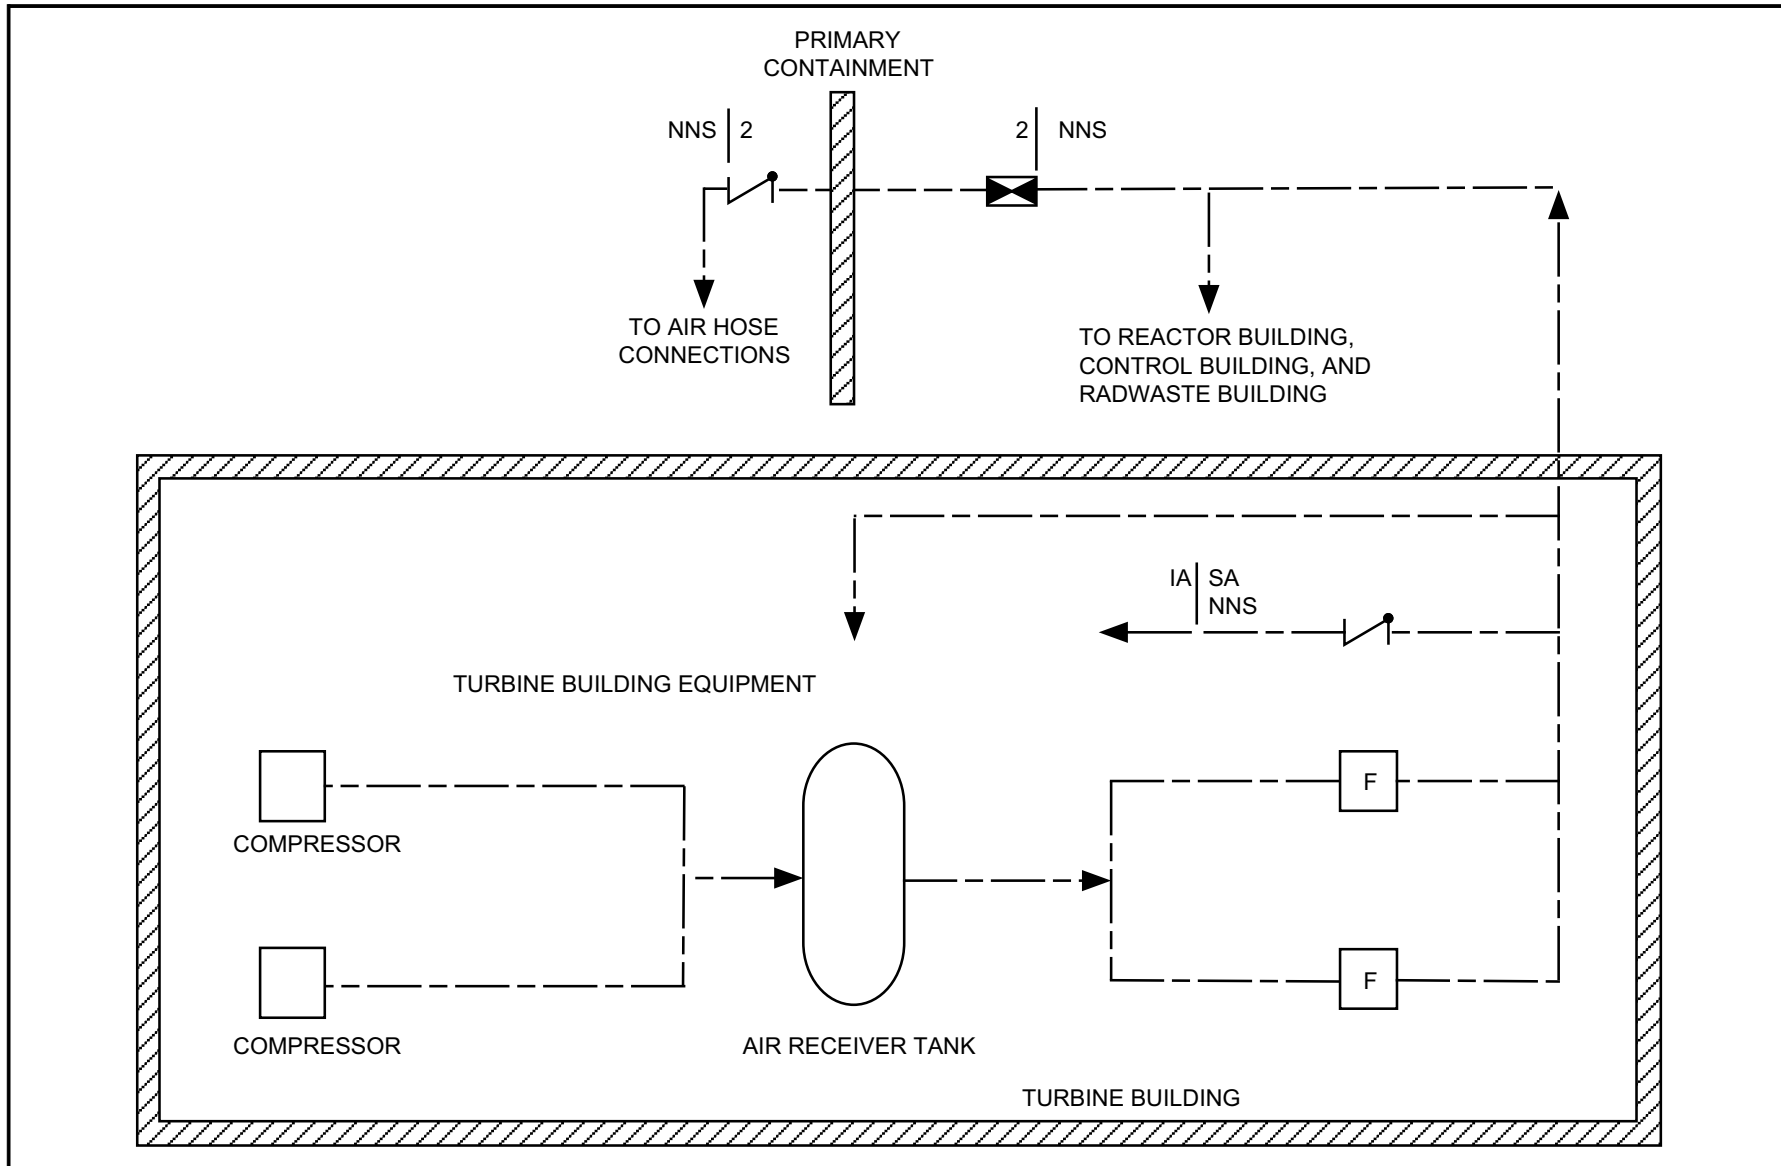 PRIMARY
CONTAINMENT
NNS 2
2 NNS
TO AIR HOSE
CONNECTIONS
TO REACTOR BUILDING,
CONTROL BUILDING, AND
RADWASTE BUILDING
IA SA
NNS
TURBINE BUILDING EQUIPMENT
F
COMPRESSOR
F
COMPRESSOR
AIR RECEIVER TANK
TURBINE BUILDING